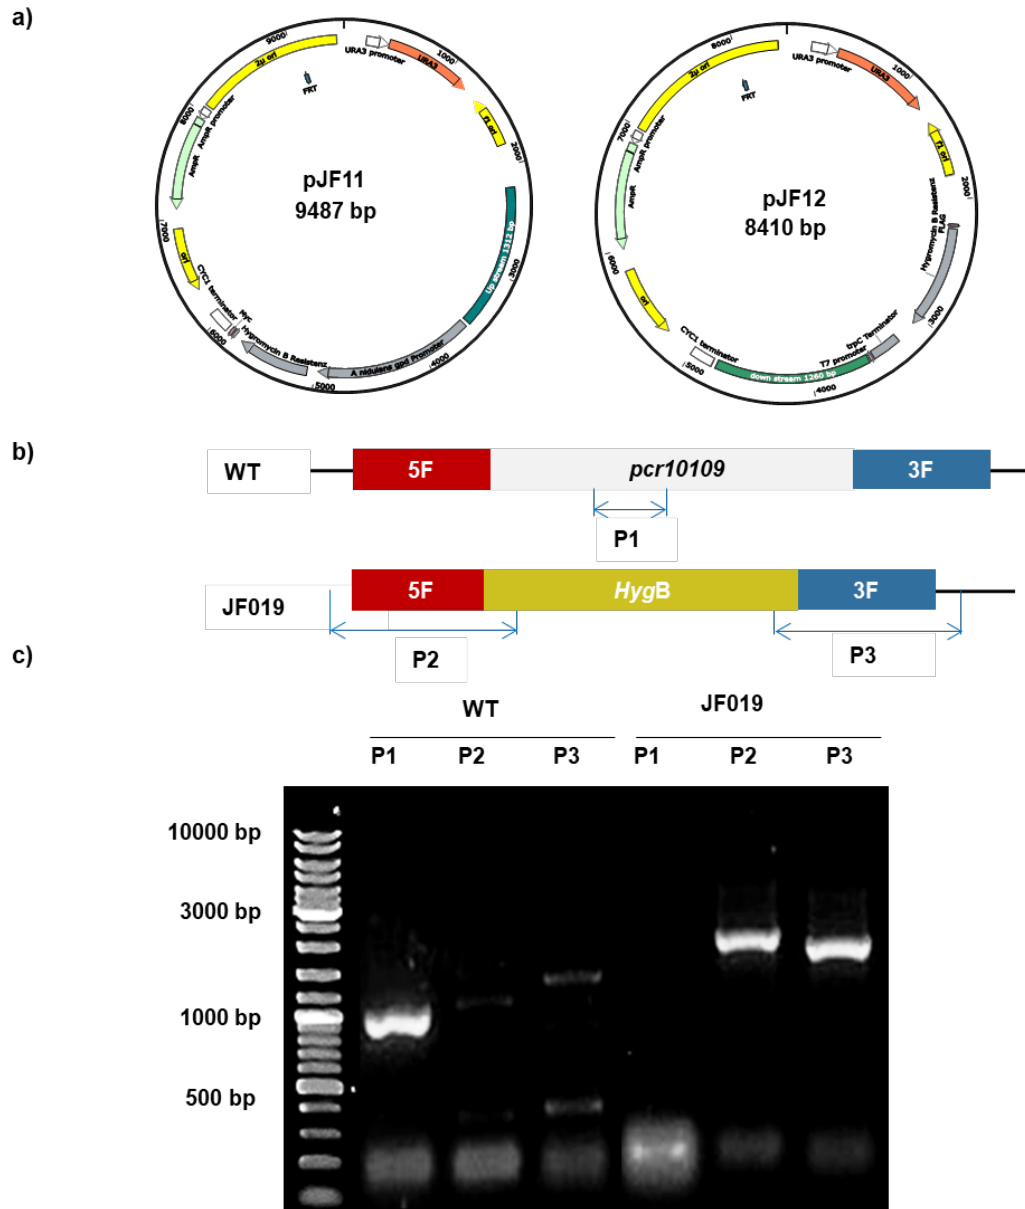 a)
9000
URA3 promoter
URA3
1000
2µ ori
FRT
8000
AmpR promoter
AmpR
f1 ori
2000
pJF11
9487 bp
7000
Up stream 1312 bp
3000
ori
CYC1 terminator
Myc
6000
Hygromycin B Resistenz
A nidulans gpd Promoter
4000
5000
8000
URA3 promoter
URA3
1000
2µ ori
FRT
7000
AmpR promoter
AmpR
f1 ori
2000
pJF12
8410 bp
FLAG
Hygromycin B Resistenz
6000
ori
3000
trpC Terminator
T7 promoter
CYC1 terminator
5000
down stream 1260 bp
4000
b)
WT
5F
pcr10109
3F
P1
JF019
5F
HygB
3F
P2
P3
c)
WT
JF019
P1 P2 P3 P1 P2 P3
10000 bp
3000 bp
1000 bp
500 bp